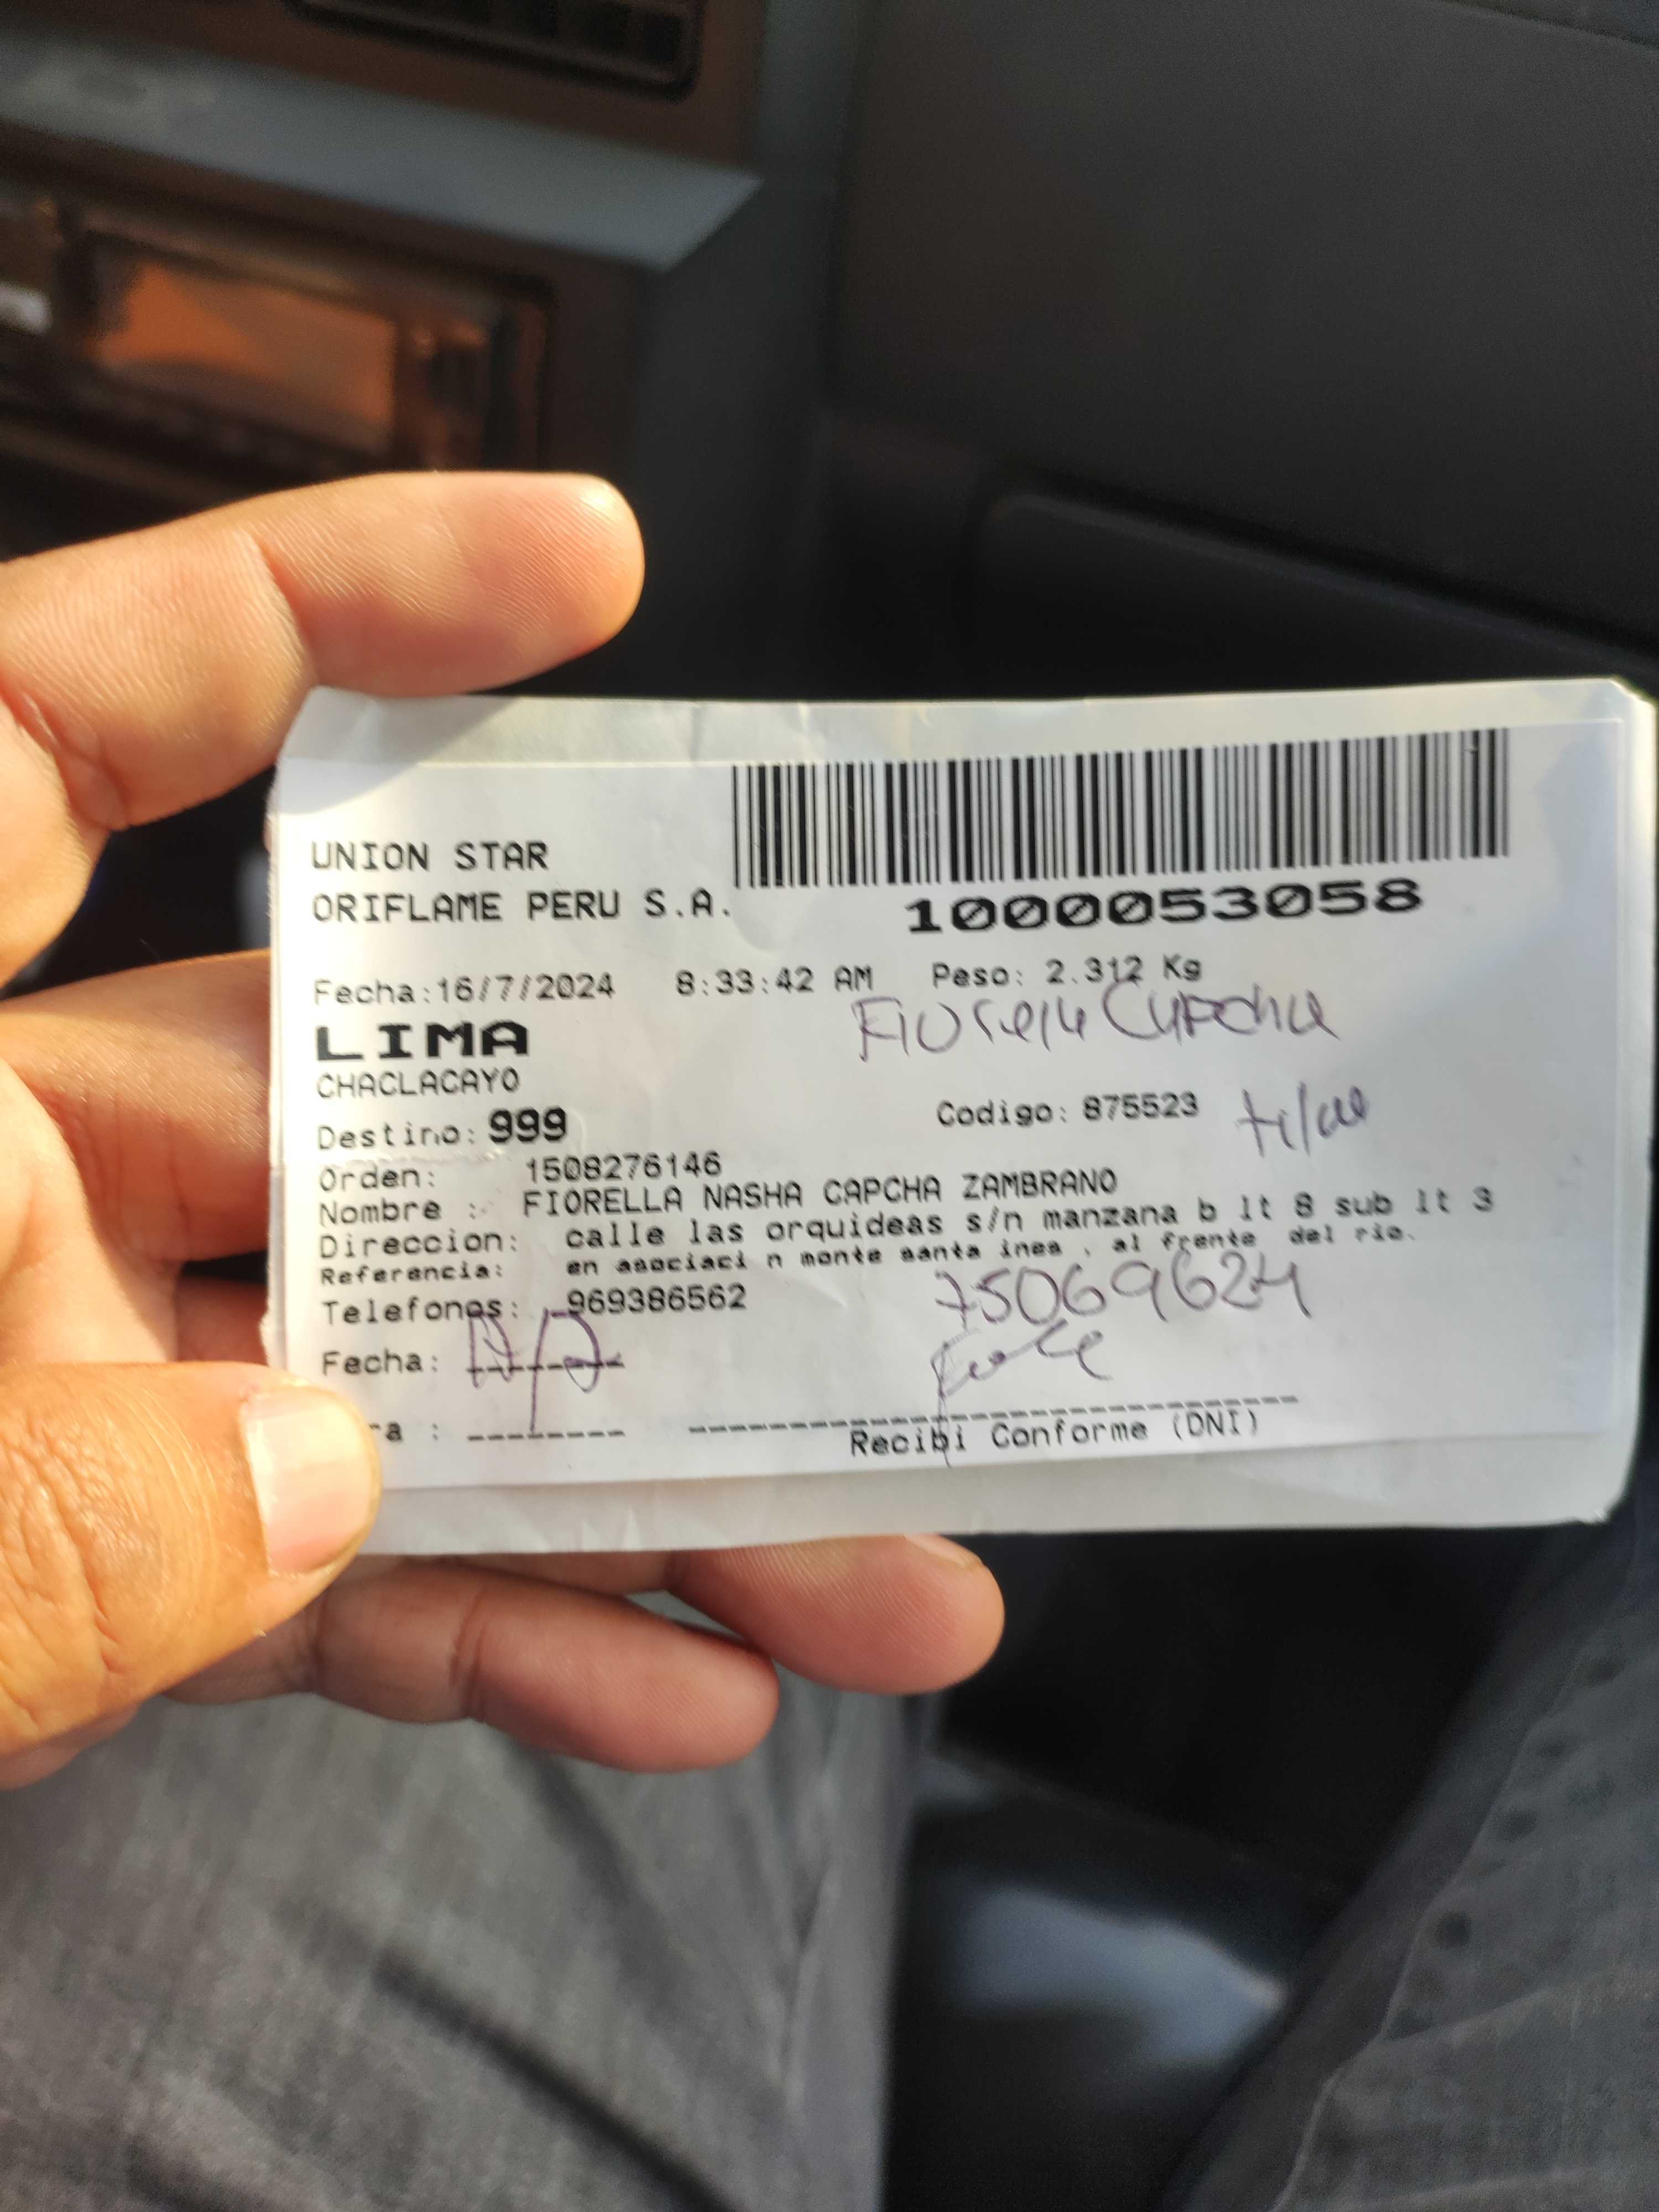 UNION STAR
ORIFLAME PERU S.A.
1000053058
Fecha:16/7/2024 8:33:42 AM Peso: 2.312 Kg
LIMA
CHACLACAYO
Destino: 999
Codigo: 875523
Orden: 1508276146
Nombre : FIORELLA NASHA CAPCHA ZAMBRANO
Direccion: calle las orquideas s/n manzana b lt 8 sub lt 3
Referencia: en asociaci n monte santa ines , al frente del rio.
Telefonos: 969386562
75069624
Fecha: --------
ra : --------
Recibi Conforme (DNI)